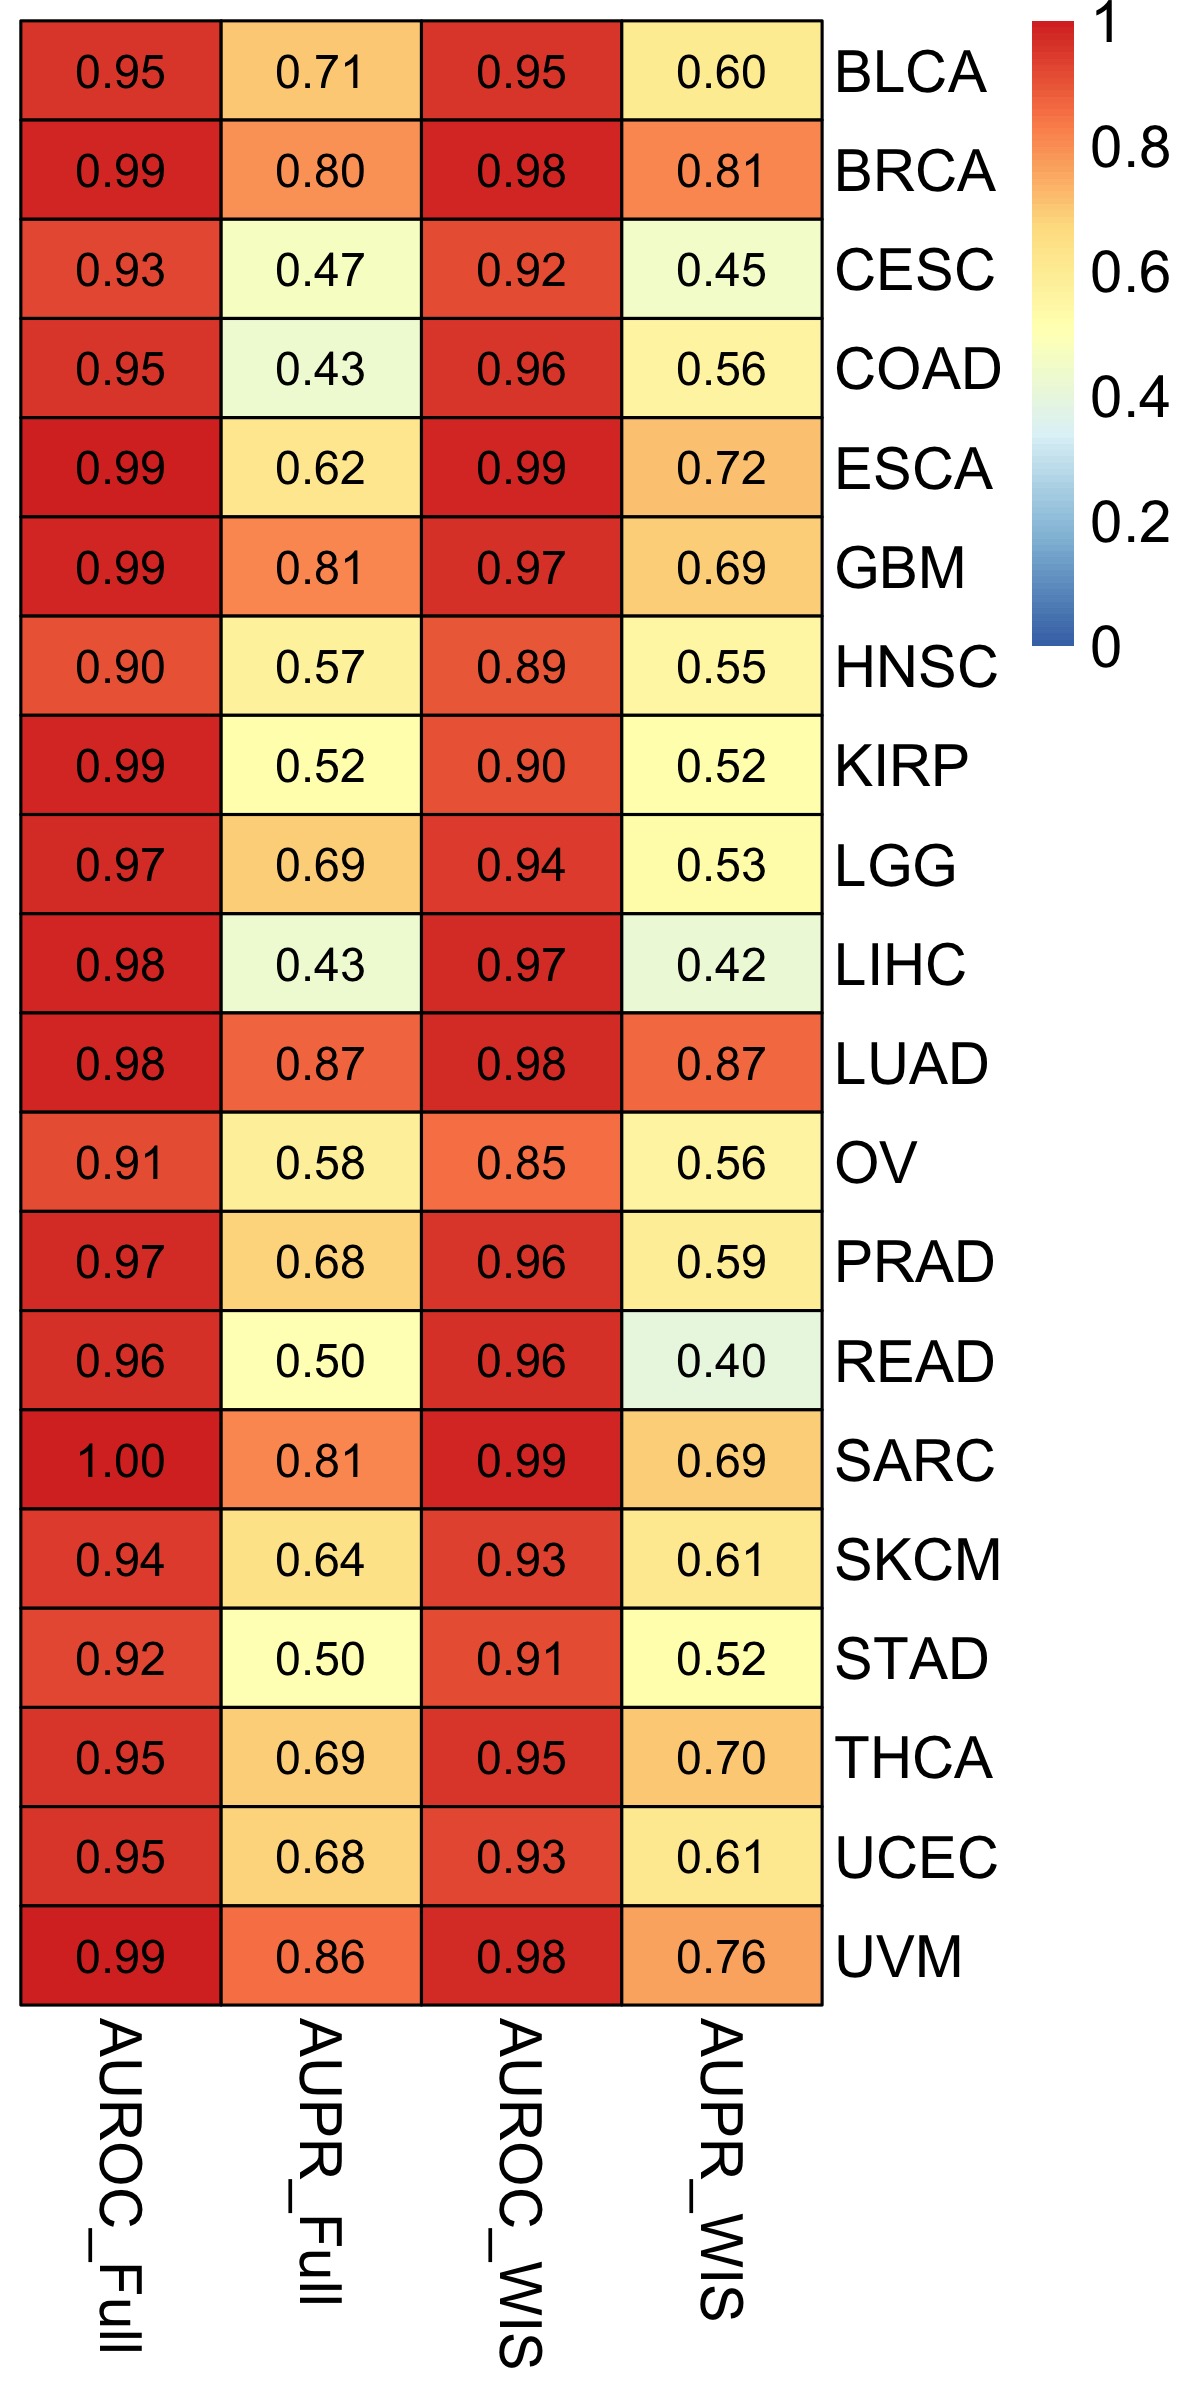 0.95 0.71 0.95 0.60 BLCA
0.99 0.80 0.98 0.81 BRCA
0.93 0.47 0.92 0.45 CESC
0.95 0.43 0.96 0.56 COAD
0.99 0.62 0.99 0.72 ESCA
0.99 0.81 0.97 0.69 GBM
0.90 0.57 0.89 0.55 HNSC
0.99 0.52 0.90 0.52 KIRP
0.97 0.69 0.94 0.53 LGG
0.98 0.43 0.97 0.42 LIHC
0.98 0.87 0.98 0.87 LUAD
0.91 0.58 0.85 0.56 OV
0.97 0.68 0.96 0.59 PRAD
0.96 0.50 0.96 0.40 READ
1.00 0.81 0.99 0.69 SARC
0.94 0.64 0.93 0.61 SKCM
0.92 0.50 0.91 0.52 STAD
0.95 0.69 0.95 0.70 THCA
0.95 0.68 0.93 0.61 UCEC
0.99 0.86 0.98 0.76 UVM
AUROC_Full
AUPR_Full
AUROC_WIS
AUPR_WIS
1
0.8
0.6
0.4
0.2
0